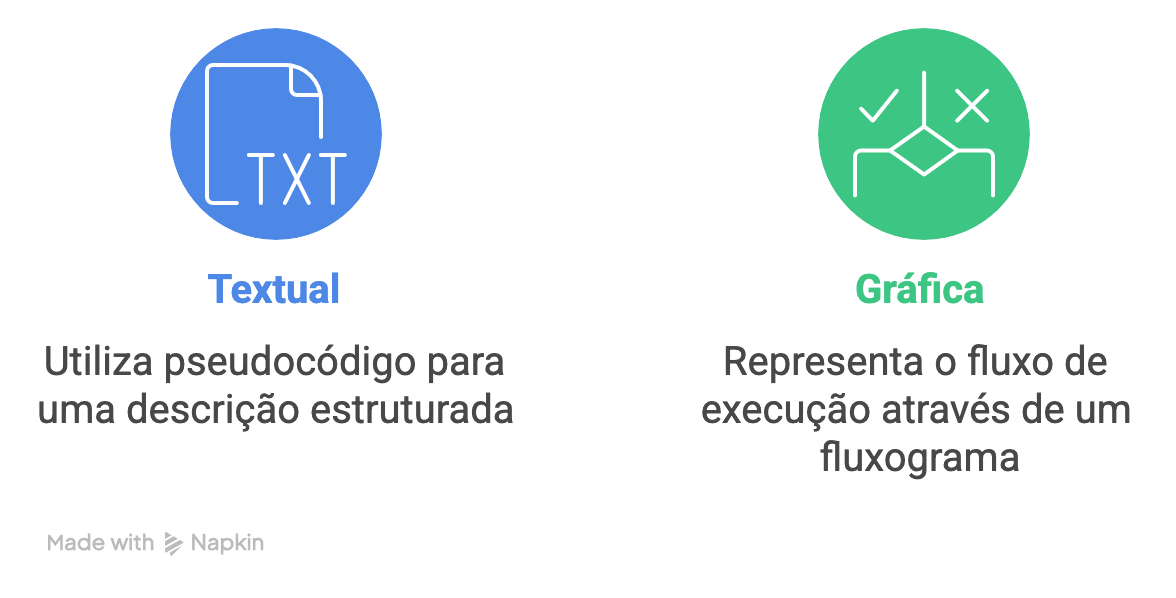 TXT
Textual
Utiliza pseudocódigo para
uma descrição estruturada
Gráfica
Representa o fluxo de
execução através de um
fluxograma
Made with Napkin